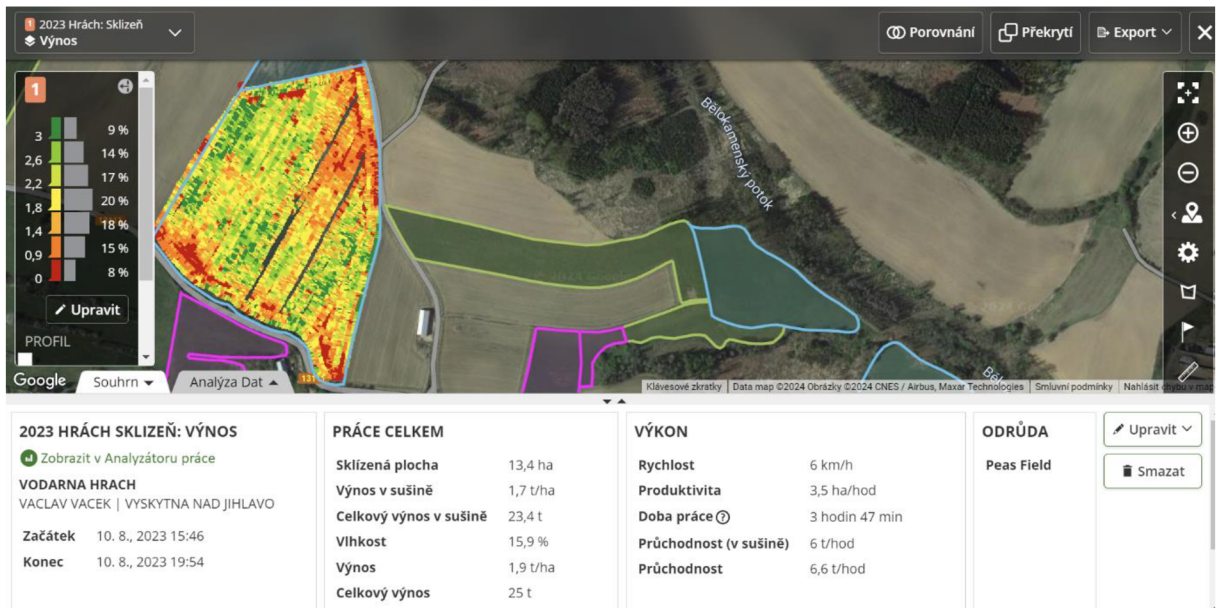 1 2023 Hrách: Sklizeň
Výnos
Porovnání
Překrytí
Export
1
3
9 %
2,6
14 %
2,2
17 %
1,8
20 %
1,4
18 %
0,9
15 %
0
8 %
Upravit
PROFIL
Bělokamenský potok
Google
Souhrn
Analýza Dat
131
Klávesové zkratky
Data map ©2024 Obrázky ©2024 CNES / Airbus, Maxar Technologies
Smluvní podmínky
Nahlásit chybu v map
2023 HRÁCH SKLIZEŇ: VÝNOS
Zobrazit v Analyzátoru práce
VODARNA HRACH
VACLAV VACEK | VYSKYTNA NAD JIHLAVO
Začátek 10. 8., 2023 15:46
Konec 10. 8., 2023 19:54
PRÁCE CELKEM
Sklízená plocha 13,4 ha
Výnos v sušině 1,7 t/ha
Celkový výnos v sušině 23,4 t
Vlhkost 15,9 %
Výnos 1,9 t/ha
Celkový výnos 25 t
VÝKON
Rychlost 6 km/h
Produktivita 3,5 ha/hod
Doba práce ? 3 hodin 47 min
Průchodnost (v sušině) 6 t/hod
Průchodnost 6,6 t/hod
ODRŮDA
Peas Field
Upravit
Smazat